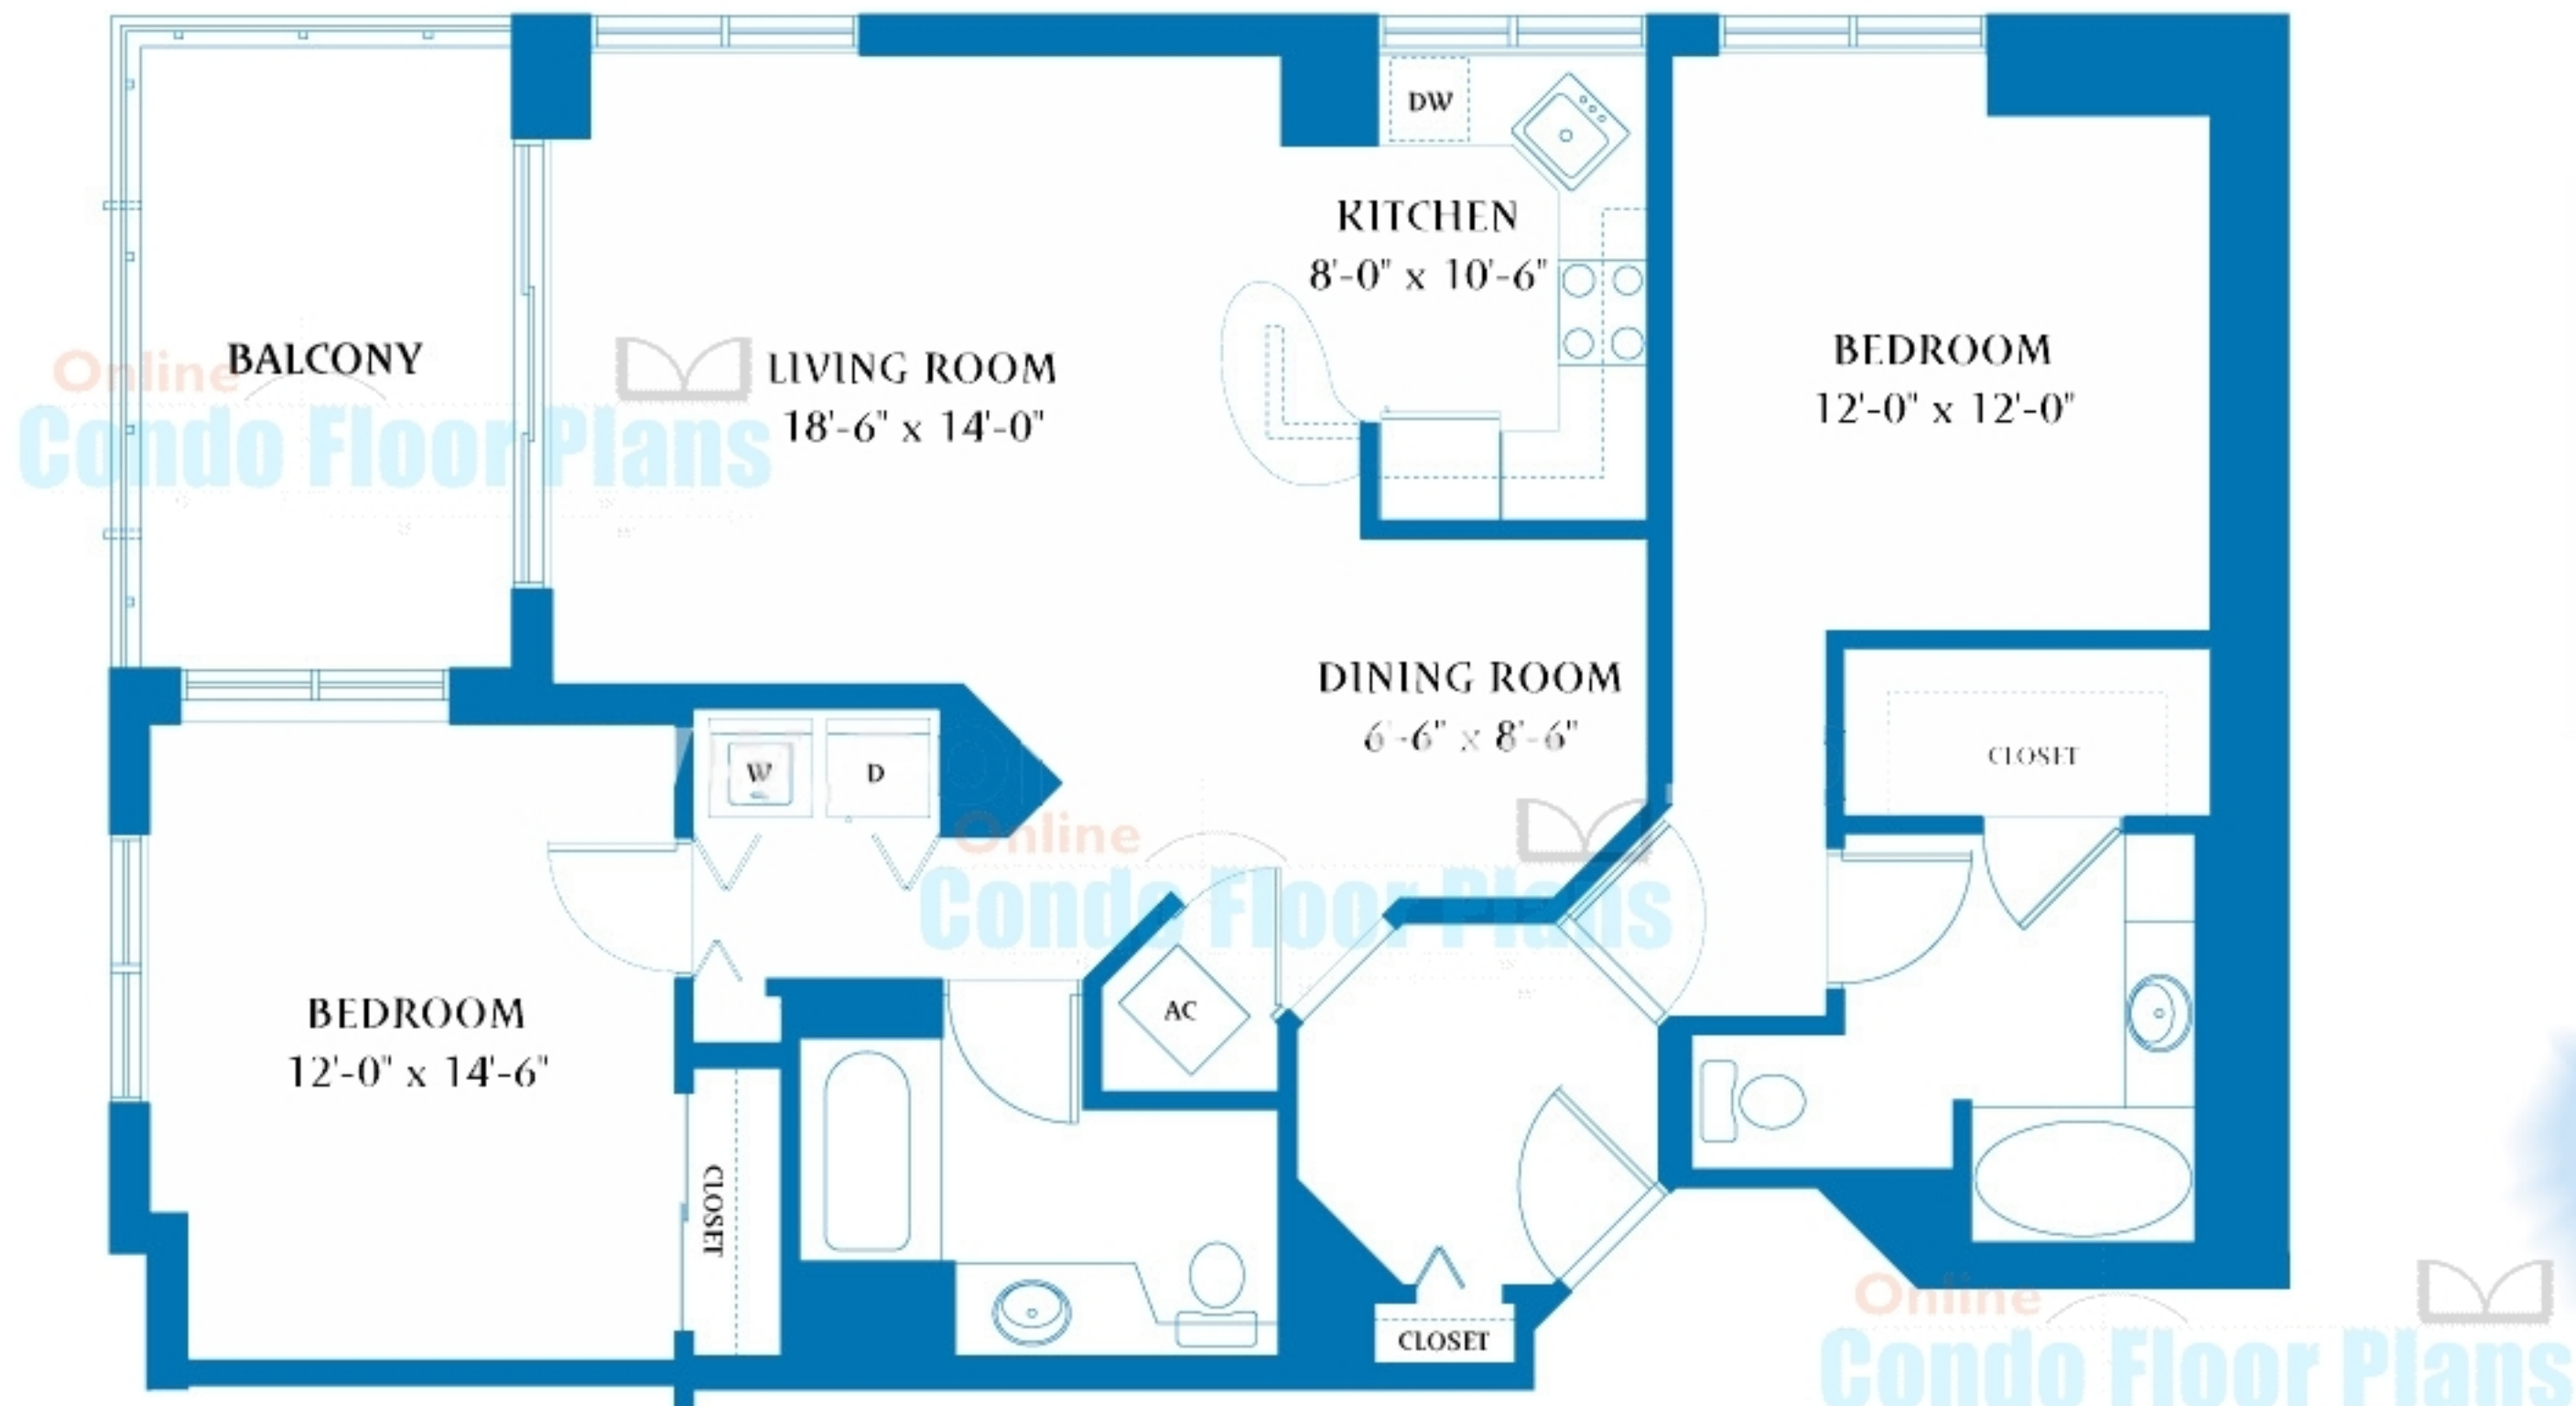 DW
KITCHEN
8'-0" x 10'-6"
BALCONY
LIVING ROOM
18'-6" x 14'-0"
BEDROOM
12'-0" x 12'-0"
Online
Condo Floor Plans
DINING ROOM
6'-6" x 8'-6"
CLOSET
W
D
Online
Condo Floor Plans
BEDROOM
12'-0" x 14'-6"
AC
CLOSET
CLOSET
Online
Condo Floor Plans